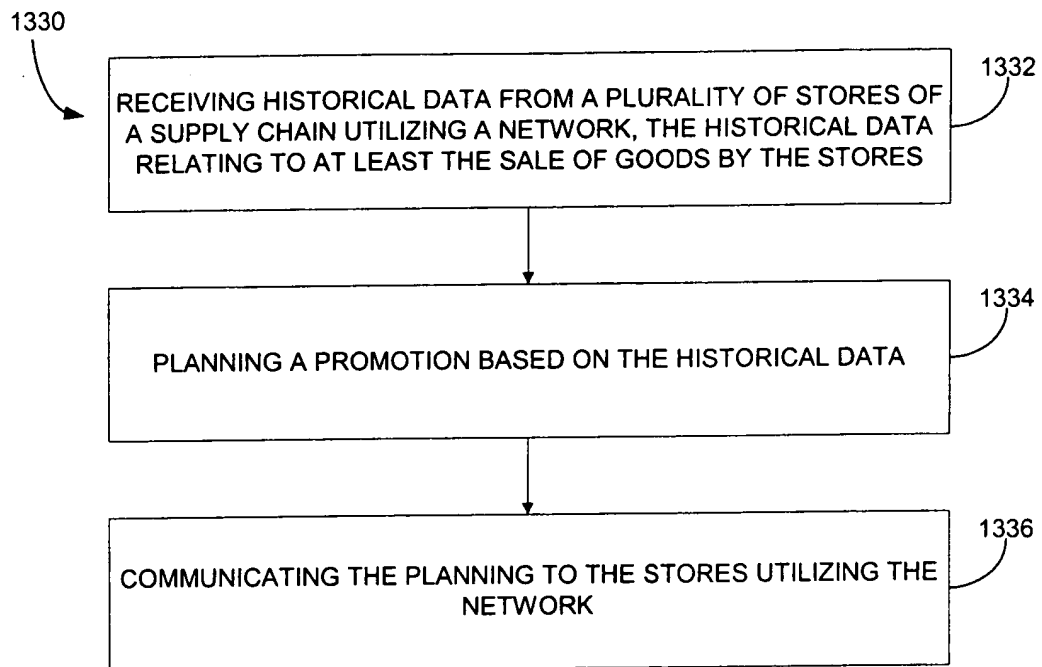 1330
1332
RECEIVING HISTORICAL DATA FROM A PLURALITY OF STORES OF
A SUPPLY CHAIN UTILIZING A NETWORK, THE HISTORICAL DATA
RELATING TO AT LEAST THE SALE OF GOODS BY THE STORES
1334
PLANNING A PROMOTION BASED ON THE HISTORICAL DATA
1336
COMMUNICATING THE PLANNING TO THE STORES UTILIZING THE
NETWORK